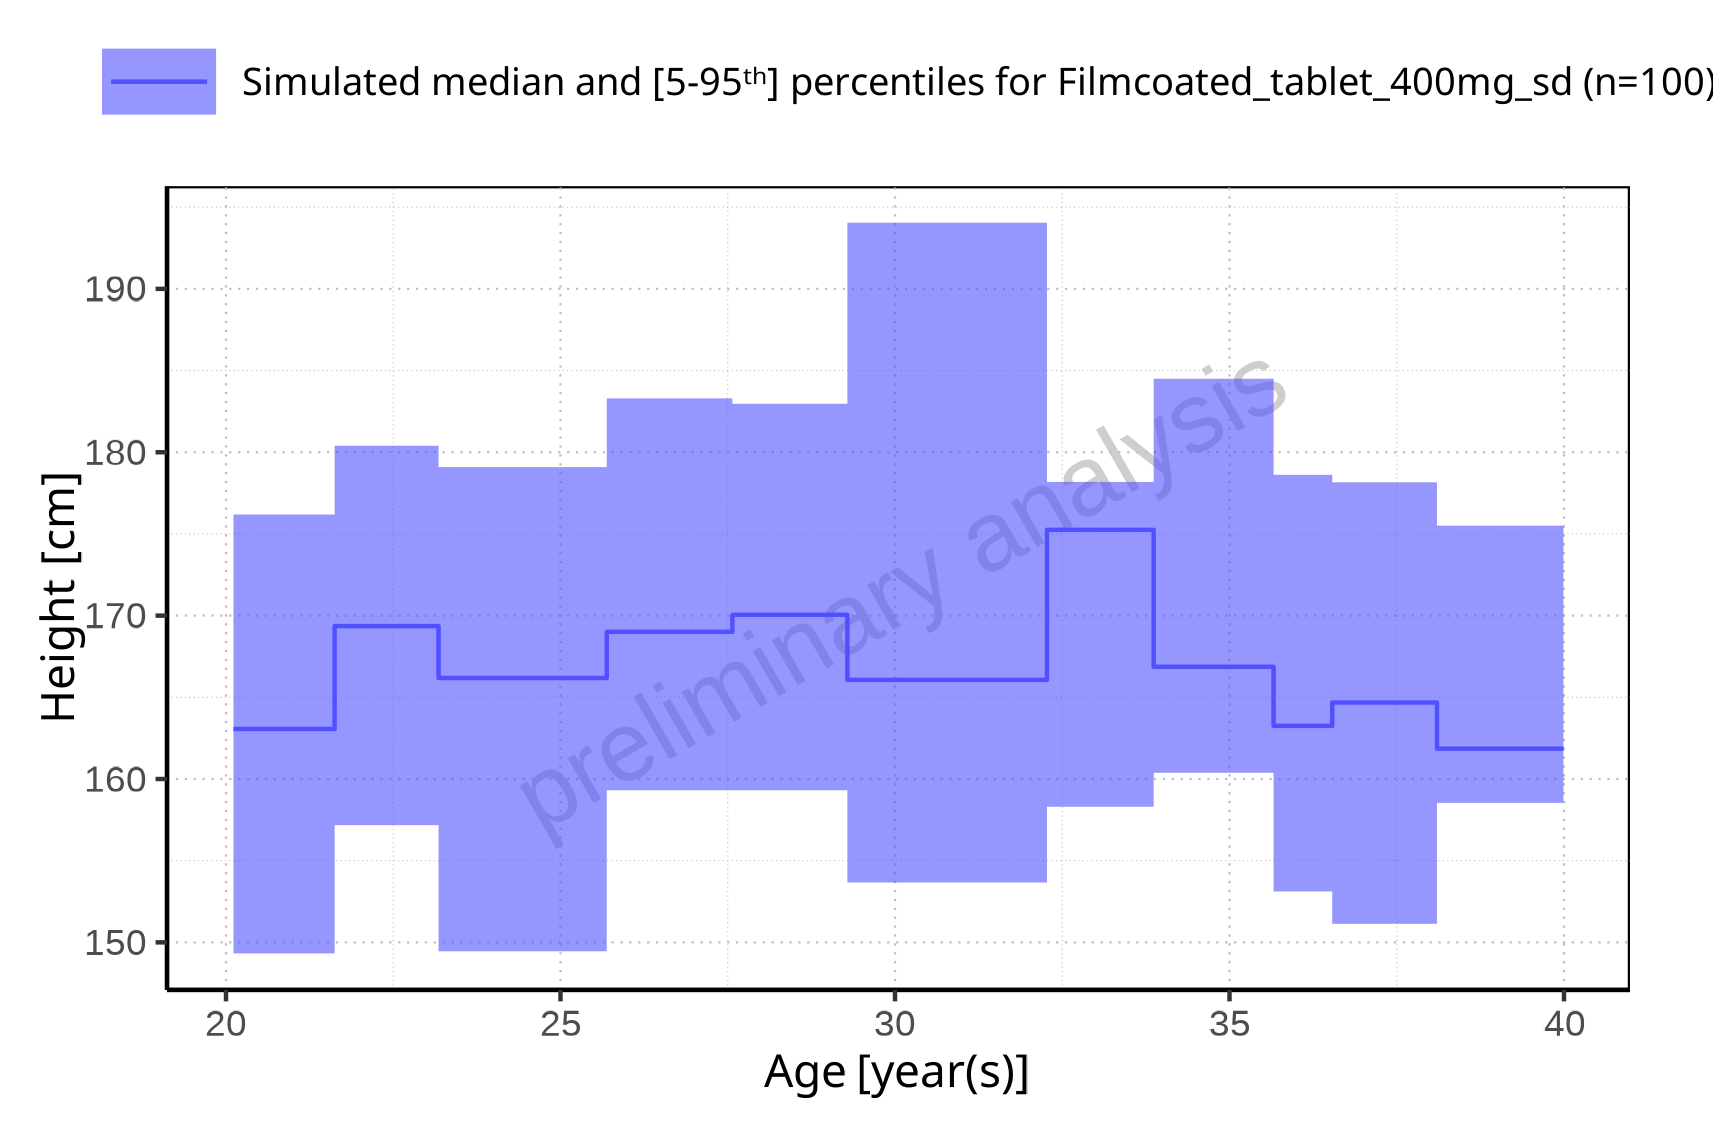 Simulated median and [5-95ᵗʰ] percentiles for Filmcoated_tablet_400mg_sd (n=100)
190
180
170
160
150
Height [cm]
preliminary analysis
20 25 30 35 40
Age [year(s)]